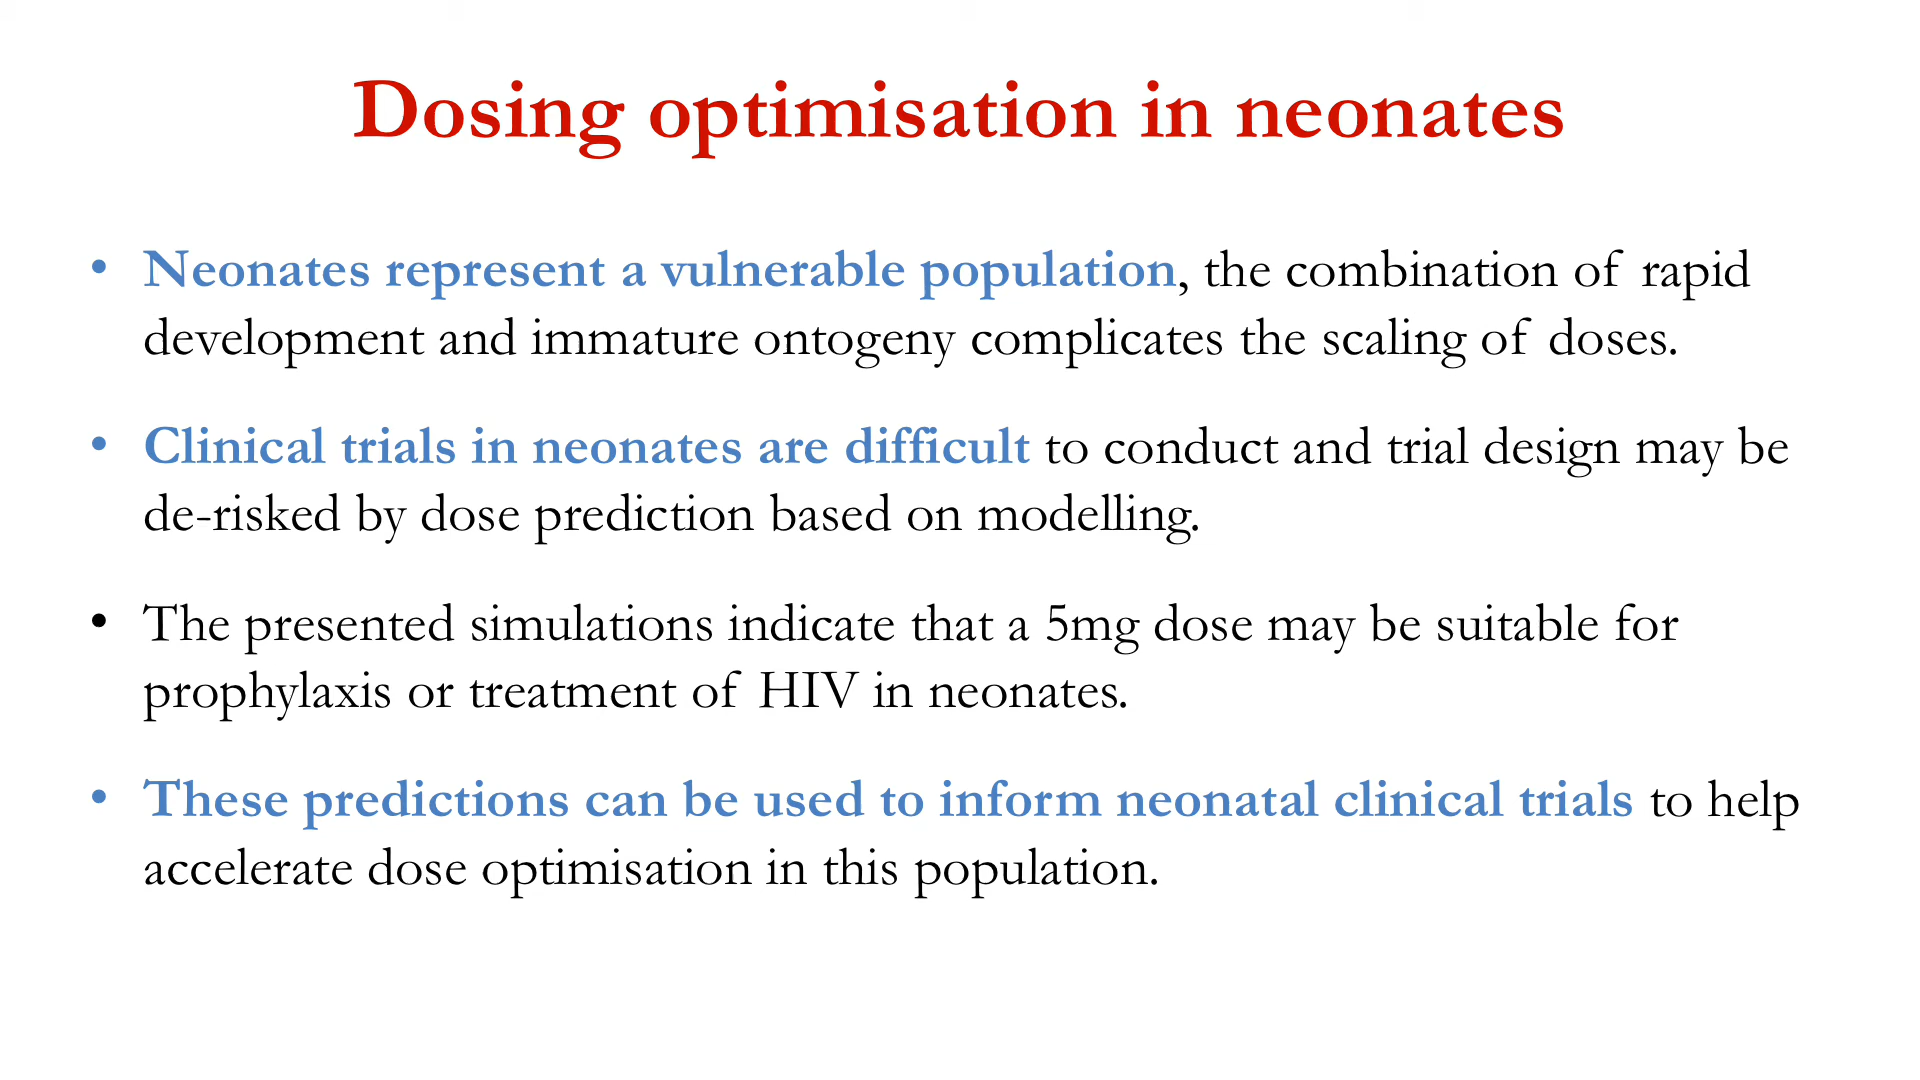 Dosing optimisation in neonates
• Neonates represent a vulnerable population, the combination of rapid
development and immature ontogeny complicates the scaling of doses.
• Clinical trials in neonates are difficult to conduct and trial design may be
de-risked by dose prediction based on modelling.
• The presented simulations indicate that a 5mg dose may be suitable for
prophylaxis or treatment of HIV in neonates.
• These predictions can be used to inform neonatal clinical trials to help
accelerate dose optimisation in this population.